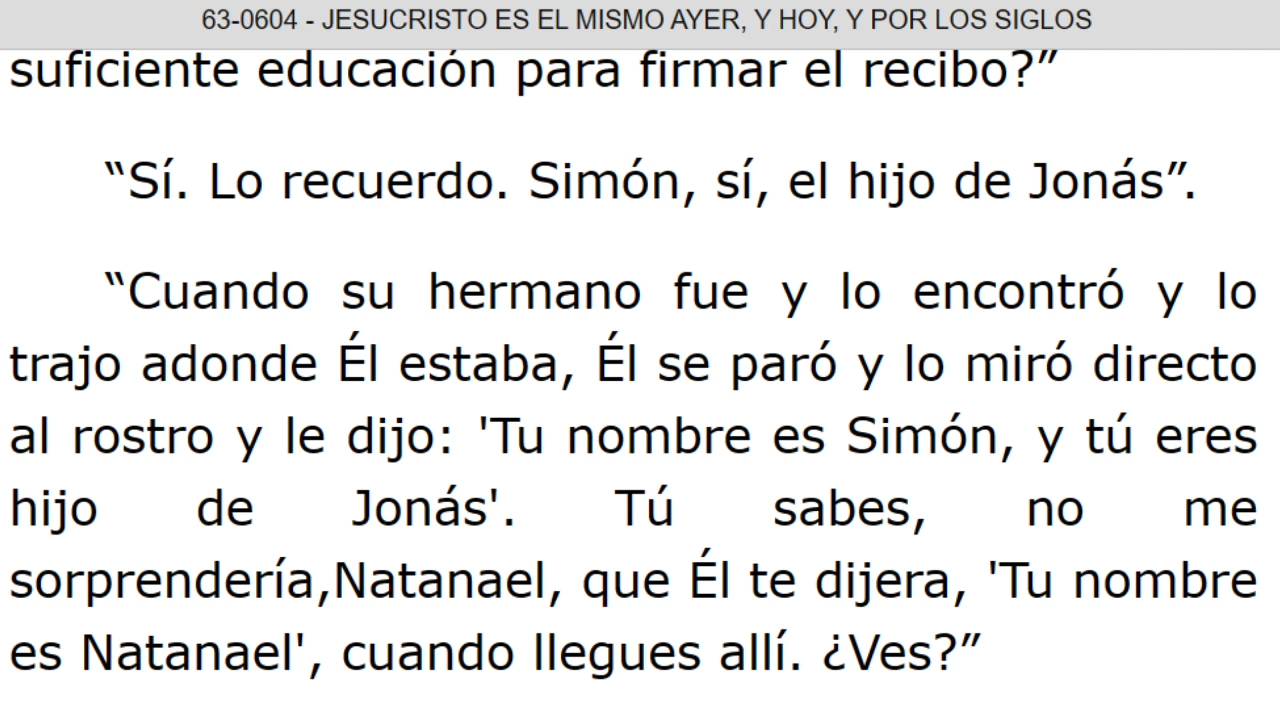 63-0604 - JESUCRISTO ES EL MISMO AYER, Y HOY, Y POR LOS SIGLOS
suficiente educación para firmar el recibo?”
“Sí. Lo recuerdo. Simón, sí, el hijo de Jonás”.
“Cuando su hermano fue y lo encontró y lo
trajo adonde Él estaba, Él se paró y lo miró directo
al rostro y le dijo: 'Tu nombre es Simón, y tú eres
hijo de Jonás'. Tú sabes, no me
sorprendería,Natanael, que Él te dijera, 'Tu nombre
es Natanael', cuando llegues allí. ¿Ves?”